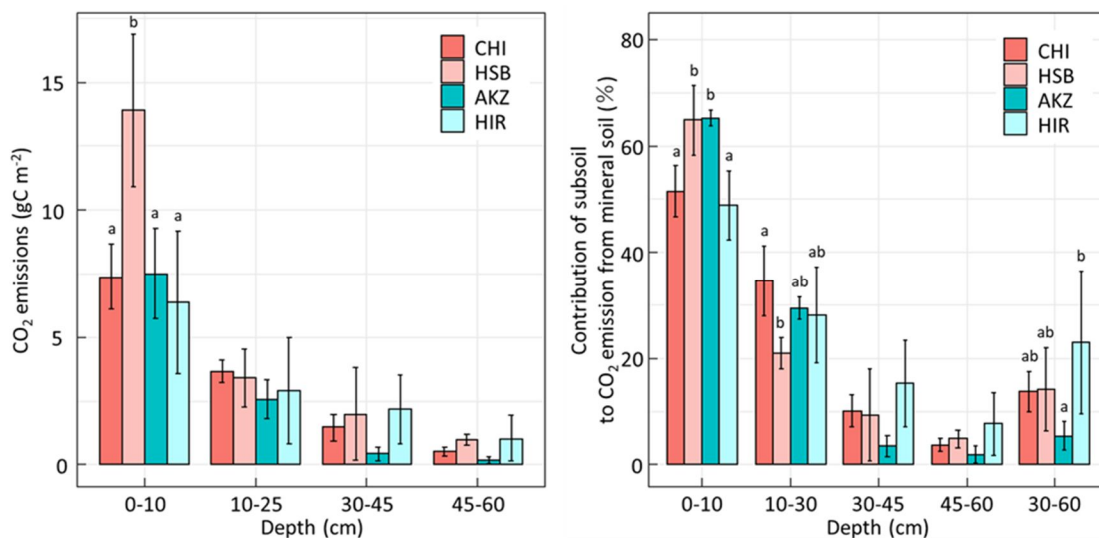 CO₂ emissions (gC m⁻²)
15
10
5
0
b
a
a
a
CHI
HSB
AKZ
HIR
0-10
10-25
30-45
45-60
Depth (cm)
Contribution of subsoil
to CO₂ emission from mineral soil (%)
80
60
40
20
0
a
b
b
a
a
b
ab
ab
ab
ab
a
b
CHI
HSB
AKZ
HIR
0-10
10-30
30-45
45-60
30-60
Depth (cm)